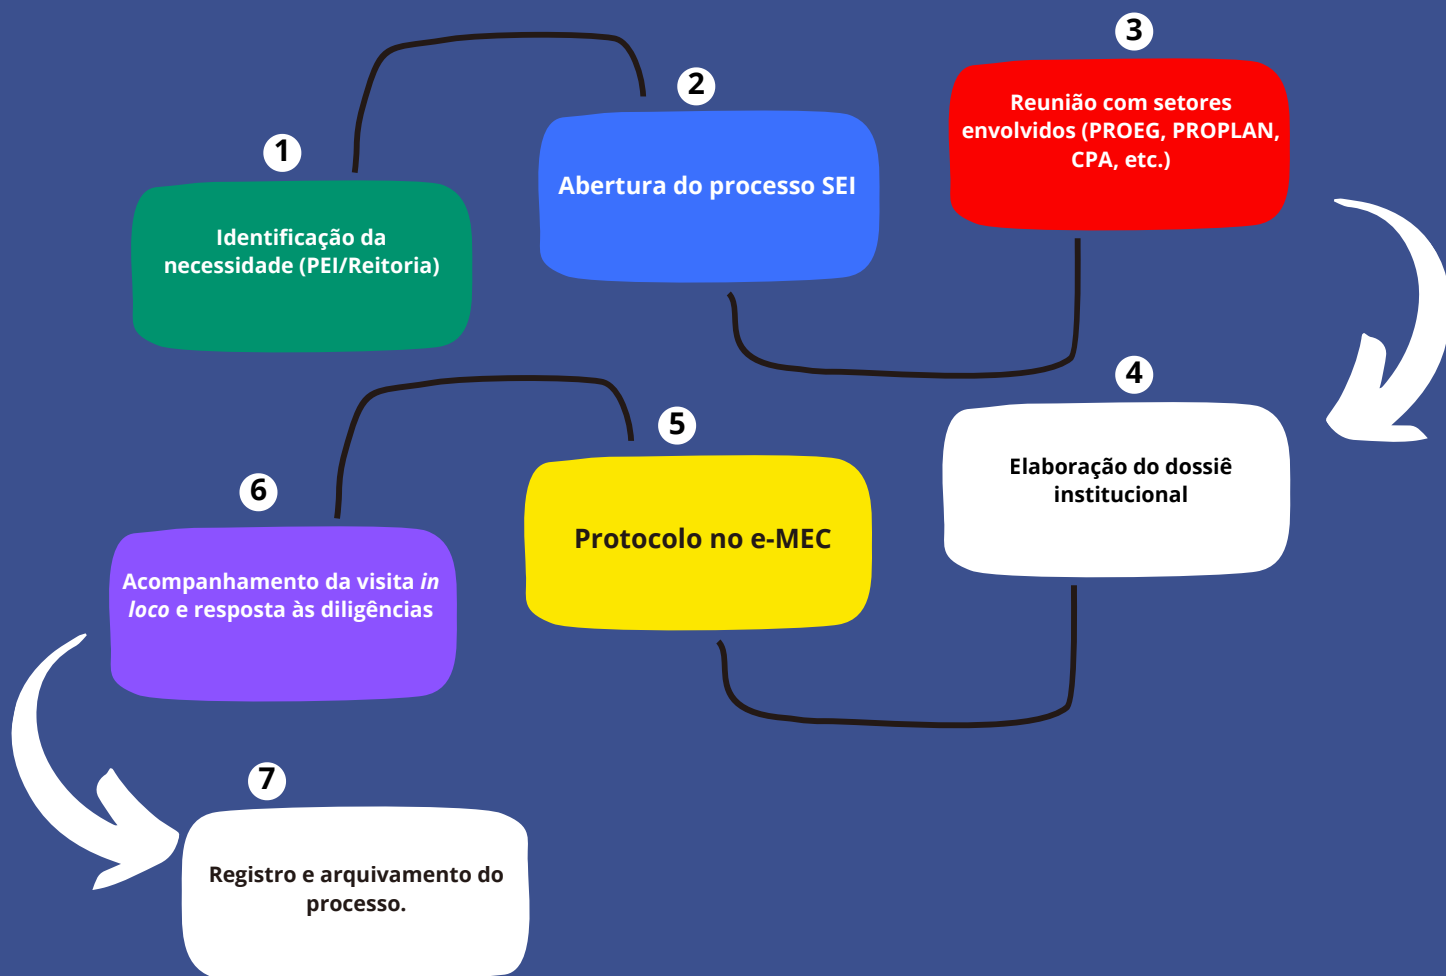 1
Identificação da
necessidade (PEI/Reitoria)
2
Abertura do processo SEI
3
Reunião com setores
envolvidos (PROEG, PROPLAN,
CPA, etc.)
4
Elaboração do dossiê
institucional
5
Protocolo no e-MEC
6
Acompanhamento da visita in
loco e resposta às diligências
7
Registro e arquivamento do
processo.